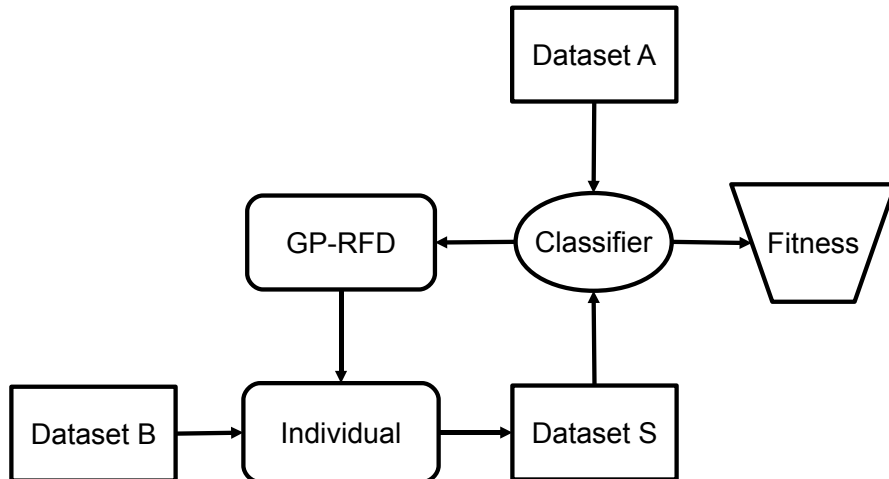 Dataset A
GP-RFD
Classifier
Fitness
Dataset B
Individual
Dataset S